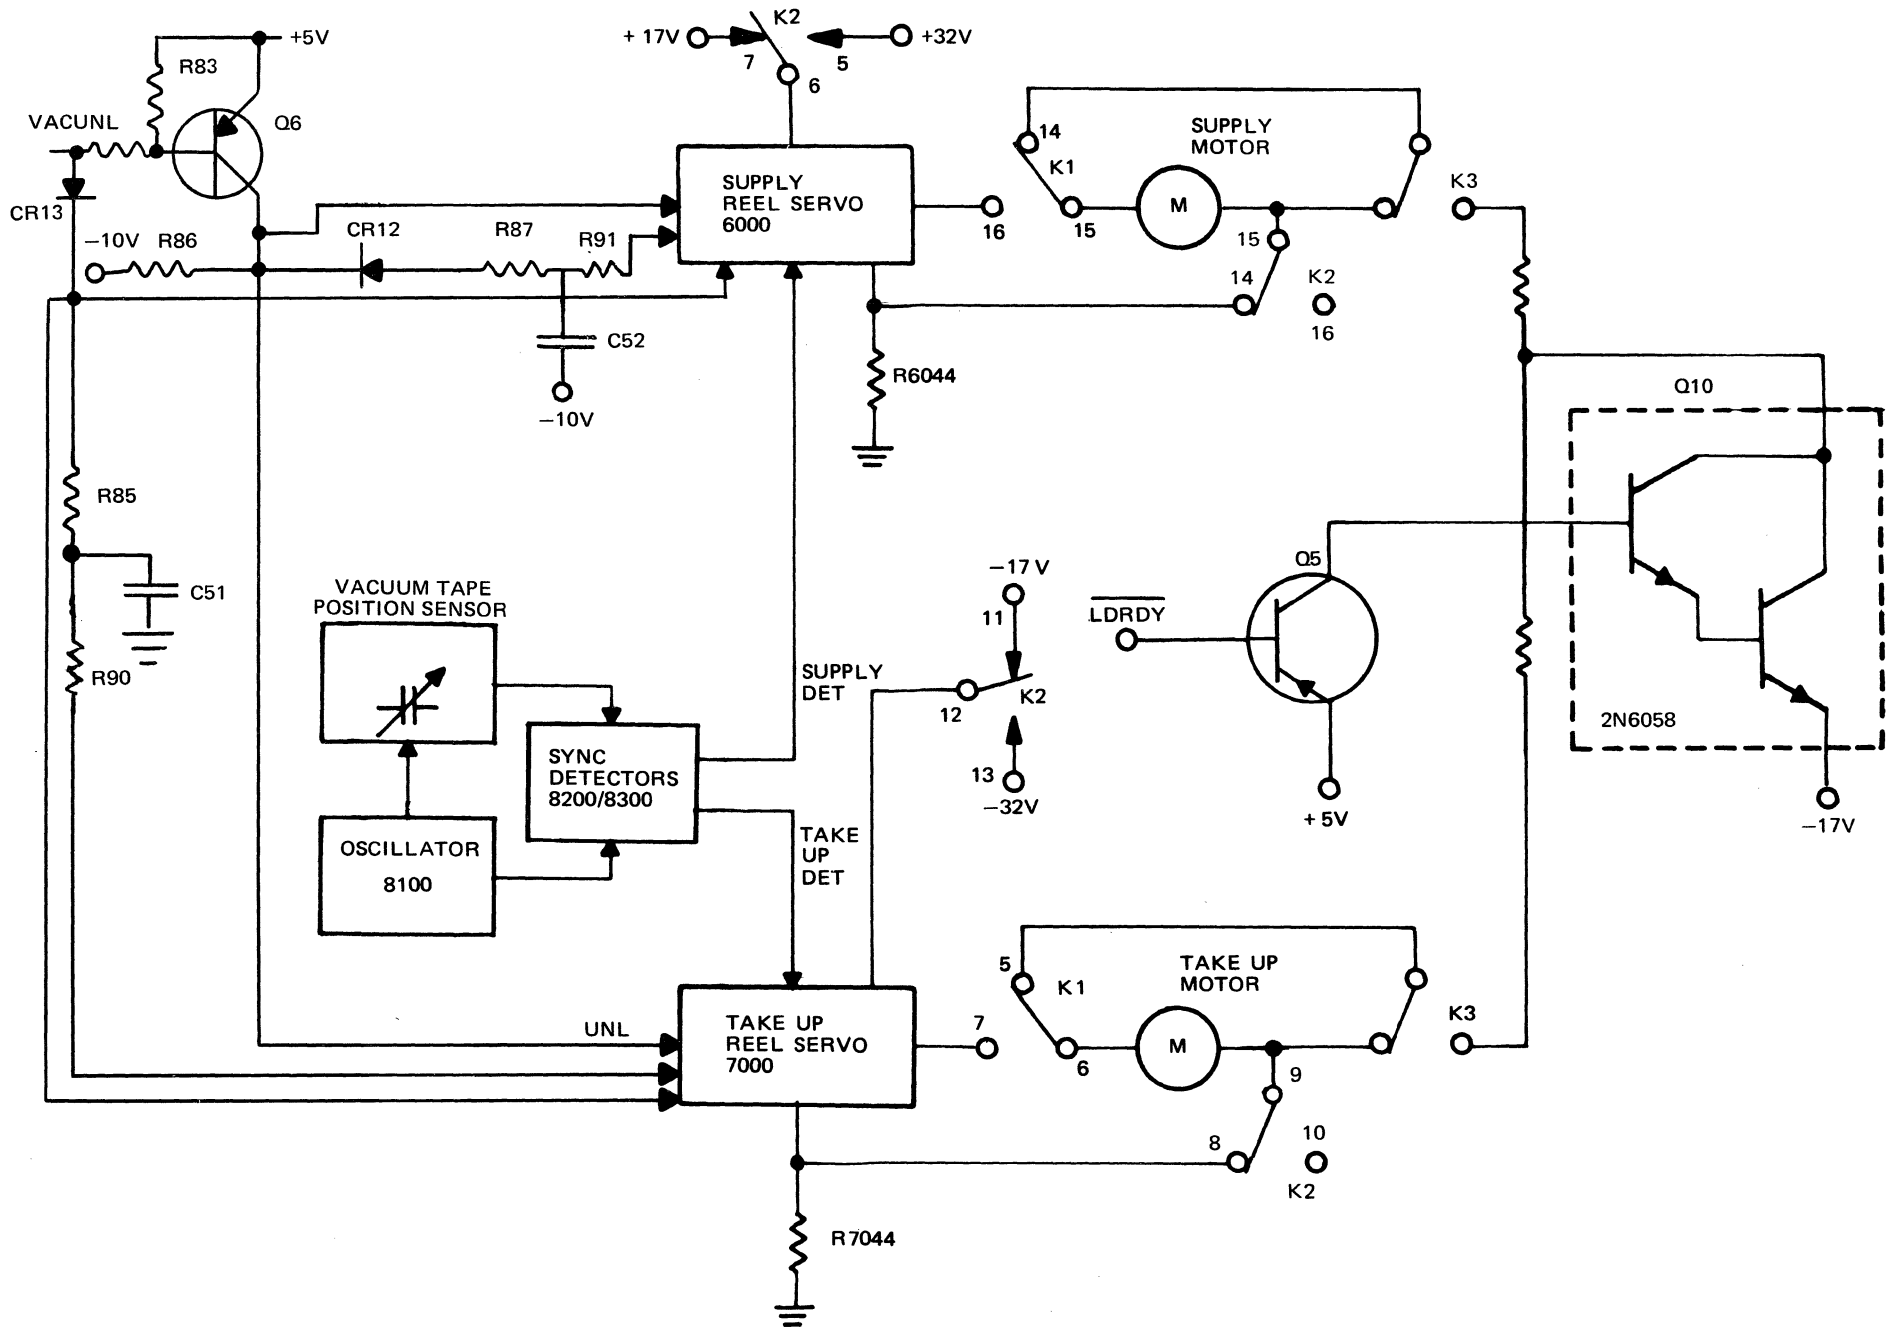 +5V
R83
VACUNL
Q6
CR13
−10V
R86
CR12
R87
R91
C52
−10V
+ 17V
K2
+32V
7
5
6
SUPPLY
REEL SERVO
6000
16
14
K1
15
SUPPLY
MOTOR
M
15
14
K2
16
K3
R6044
Q10
2N6058
−17V
R85
C51
R90
VACUUM TAPE
POSITION SENSOR
OSCILLATOR
8100
SYNC
DETECTORS
8200/8300
SUPPLY
DET
TAKE
UP
DET
−17 V
11
12
K2
13
−32V
LDRDY
Q5
+ 5V
UNL
TAKE UP
REEL SERVO
7000
7
5
K1
6
TAKE UP
MOTOR
M
9
8
10
K2
K3
R7044